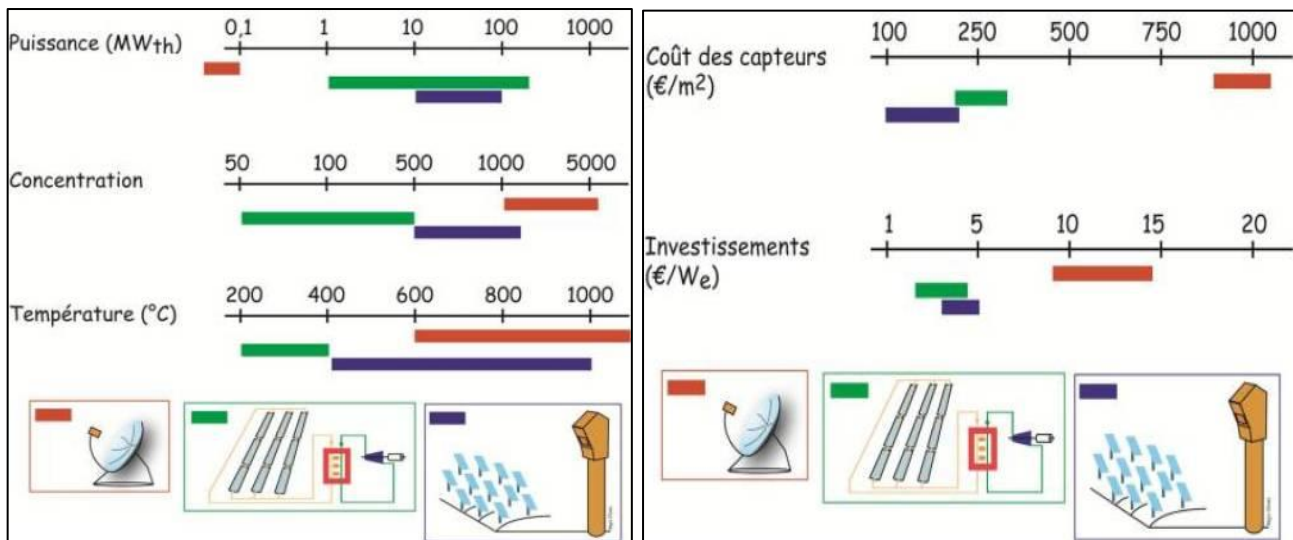 0,1 1 10 100 1000
Puissance (MWth)
50 100 500 1000 5000
Concentration
200 400 600 800 1000
Température (°C)
100 250 500 750 1000
Coût des capteurs
(€/m²)
1 5 10 15 20
Investissements
(€/We)